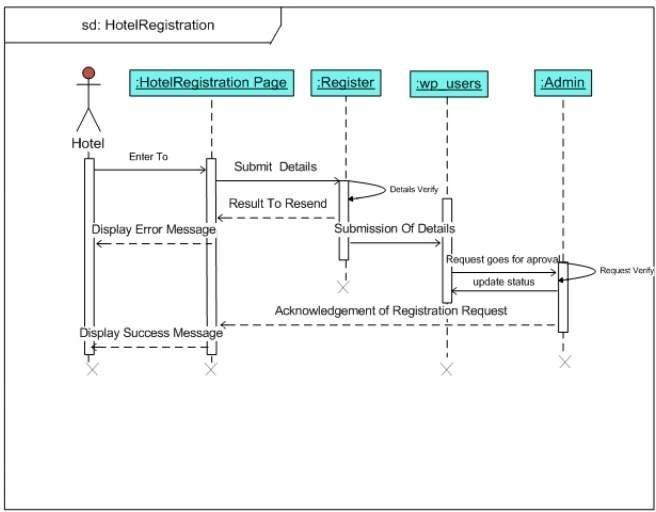 sd: HotelRegistration
:HotelRegistration Page
:Register
:wp_users
:Admin
Hotel
Enter To
Submit Details
Details Verify
Result To Resend
Submission Of Details
Display Error Message
Request goes for aproval
Request Verify
update status
Acknowledgement of Registration Request
Display Success Message